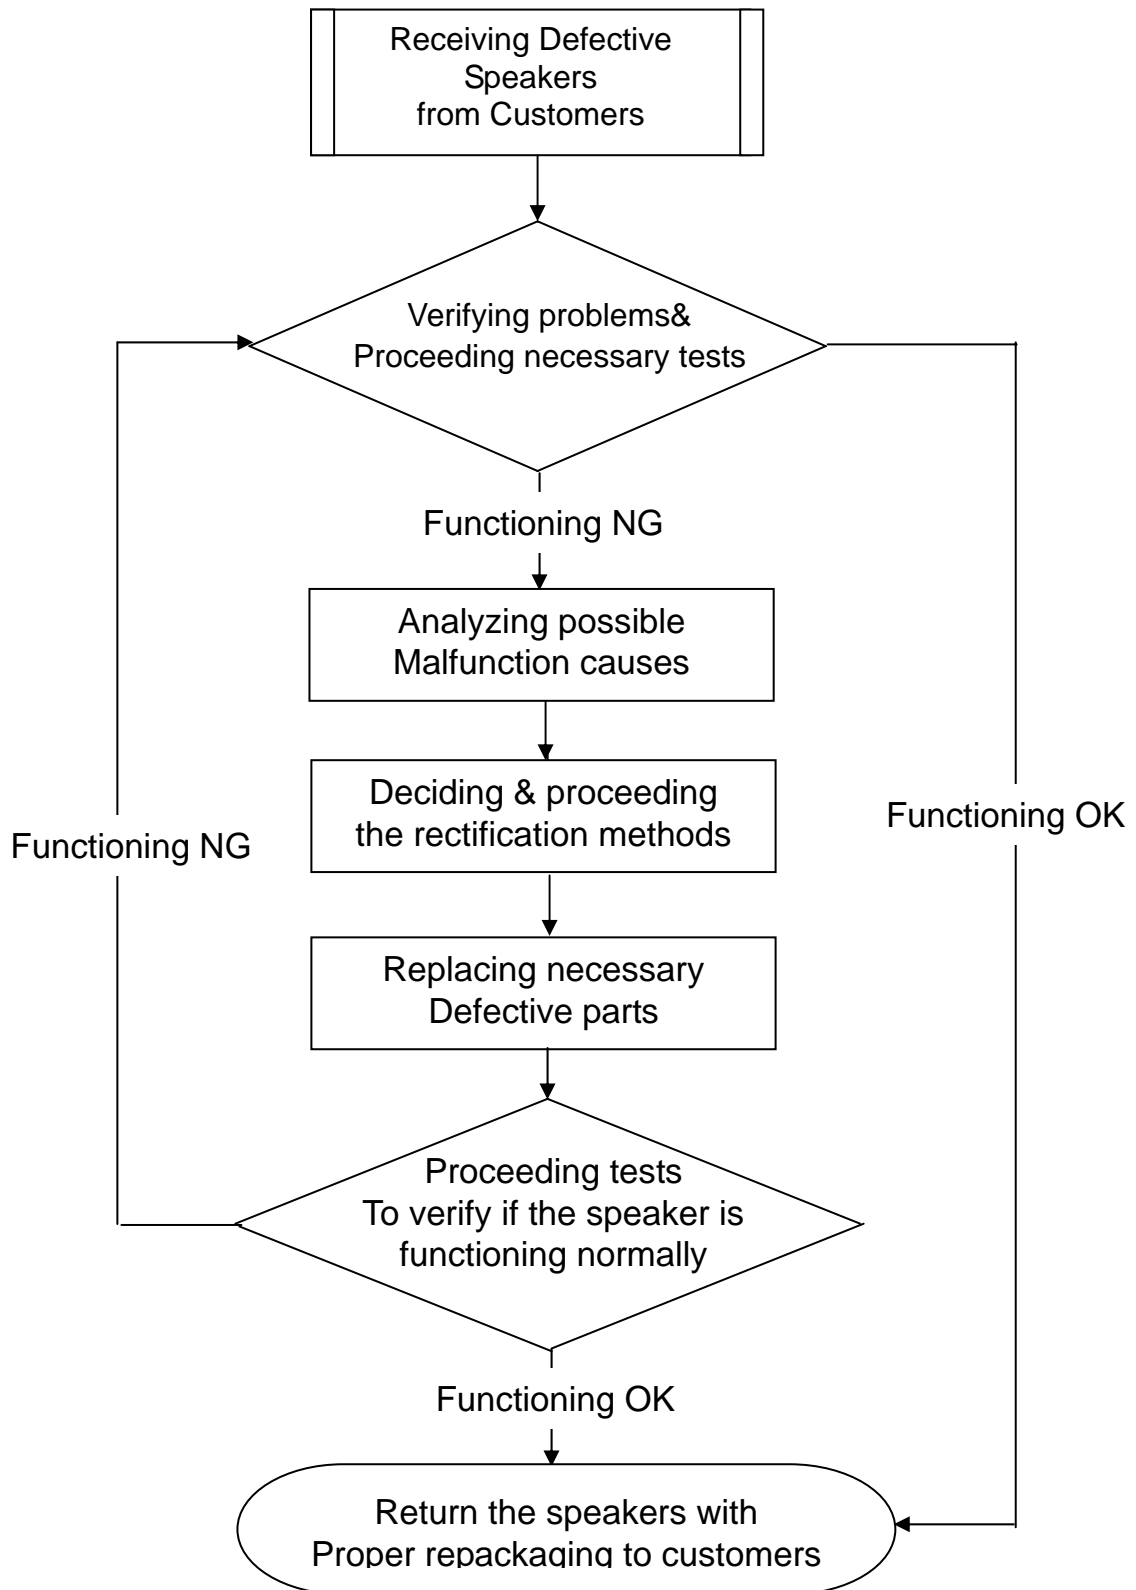 Receiving Defective
Speakers
from Customers
Verifying problems&
Proceeding necessary tests
Functioning NG
Analyzing possible
Malfunction causes
Deciding & proceeding
the rectification methods
Functioning OK
Functioning NG
Replacing necessary
Defective parts
Proceeding tests
To verify if the speaker is
functioning normally
Functioning OK
Return the speakers with
Proper repackaging to customers